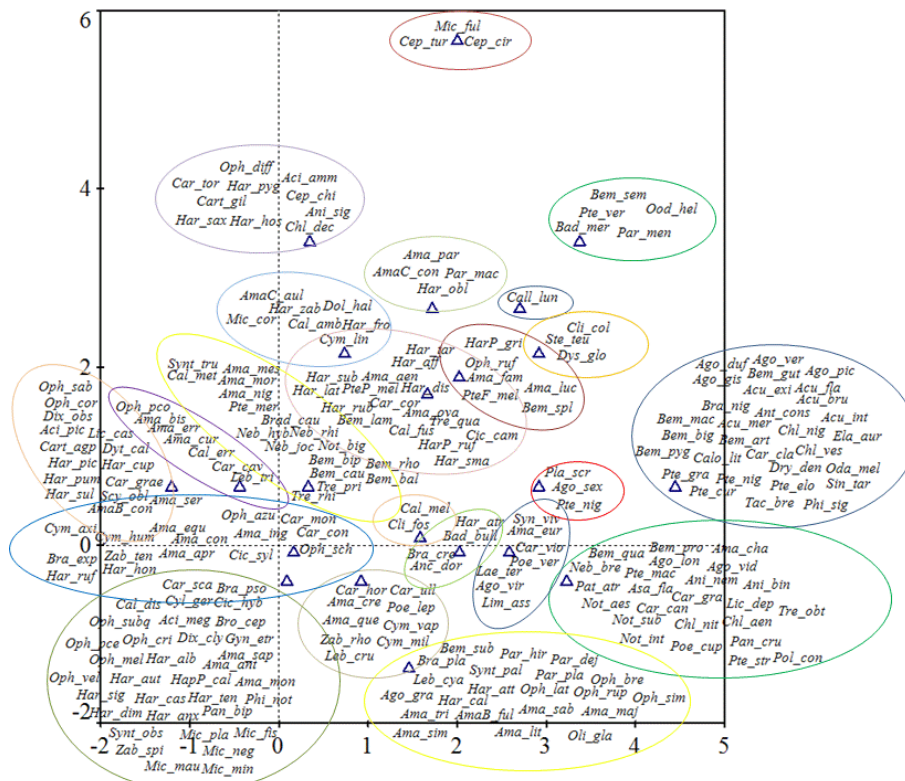 6
Mic_ful
Cep_tur Cep_cir
Oph_diff
Aci_amm
Car_tor Har_pyg
Cep_chi
Cart_gil
Ani_sig
Har_sax Har_hos
Chl_dec
4
Bem_sem
Ood_hel
Pte_ver
Bad_mer
Par_men
Ama_par
AmaC_con Par_mac
Har_obl
Call_lun
AmaC_aul
Har_zab Dol_hal
Mic_cor
Cal_amb Har_fro
Cym_lin
Cli_col
Ste_teu
Dys_glo
2
HarP_gri
Oph_ruf
Ama_fam
PteF_mel
Ama_luc
Bem_spl
Har_tar
Har_aff
Har_sub Ama_aen
Har_lat PteP_mel Har_dis
Car_cor
Har_rub
Ama_ova
Bem_lam
Tre_qua
Cal_fus
Cic_cam
HarP_ruf
Har_sma
Synt_tru
Ama_mes
Cal_met
Ama_mor
Ama_nig
Pte_mer
Brad_cau
Neb_hyb Neb_rhi
Neb_joc Not_big
Bem_bip
Bem_rho
Bem_cau
Bem_bal
Tre_pri
Tre_rhi
Oph_pco
Ama_bis
Ama_err
Ama_cur
Cal_err
Car_cav
Leb_tri
Oph_sab
Oph_cor
Dix_obs
Aci_pic
Lic_cas
Cart_agp
Dyt_cal
Har_pic
Har_cup
Har_pum
Car_grae
Har_sul
Scy_obl
Ama_ser
AmaB_con
Ago_duf Ago_ver
Ago_gis Bem_gut Ago_pic
Acu_exi Acu_fla
Acu_bru
Bra_nig
Ant_cons
Acu_int
Bem_mac Acu_mer
Chl_nig
Bem_big Bem_art
Ela_aur
Chl_ves
Bem_pyg
Calo_lit
Car_cla
Dry_den
Oda_mel
Pte_gra
Pte_nig
Pte_elo
Sin_tar
Pte_cur
Tac_bre
Phi_sig
Pla_scr
Ago_sex
Pte_nig
Cal_mel
Cli_fos
Har_atr
Bad_bull
Bra_cre
Anc_dor
Syn_viv
Ama_eur
Car_vio
Poe_ver
Lae_ter
Ago_vir
Lim_ass
0
Oph_azu
Car_mon
Ama_equ
Ama_ing
Car_con
Cym_axi
Cym_hum
Ama_con
Zab_ten
Ama_apr
Cic_syl
Oph_sch
Bra_exp
Har_hon
Har_ruf
Bem_qua Bem_pro Ama_cha
Neb_bre
Ago_lon
Ago_vid
Pte_mac
Pat_atr
Asa_fla
Ani_nem
Ani_bin
Car_gra
Not_aes
Car_can
Lic_dep
Tre_obt
Not_sub
Chl_nit
Chl_aen
Not_int
Poe_cup
Pan_cru
Pte_str
Pol_con
Car_hor Car_ull
Ama_cre
Poe_lep
Ama_que
Cym_vap
Zab_rho
Cym_mil
Leb_cru
Car_sca
Bra_pso
Cal_dis
Cyl_ger
Cic_hyb
Oph_subq
Aci_meg
Bro_cep
Oph_pce
Oph_cri
Dix_cly
Gyn_etr
Oph_mel
Har_alb
Ama_sap
Ama_ant
Oph_vel
Har_aut HapP_cal
Ama_mon
Har_sig
Har_cas Har_ten Phi_not
Har_dim
Har_anx
Pan_bip
Synt_obs
Mic_pla Mic_fis
Zab_spi
Mic_neg
Mic_mau Mic_min
Bem_sub Par_hir
Par_dej
Bra_pla
Par_pla
Synt_pal
Oph_bre
Leb_cya
Oph_lat
Oph_rup
Oph_sim
Ago_gra
Har_att
Har_cal
Ama_sab
Ama_maj
Ama_tri AmaB_ful
Ama_sim
Ama_lit
Oli_gla
-2
-2 -1 0 1 2 3 4 5